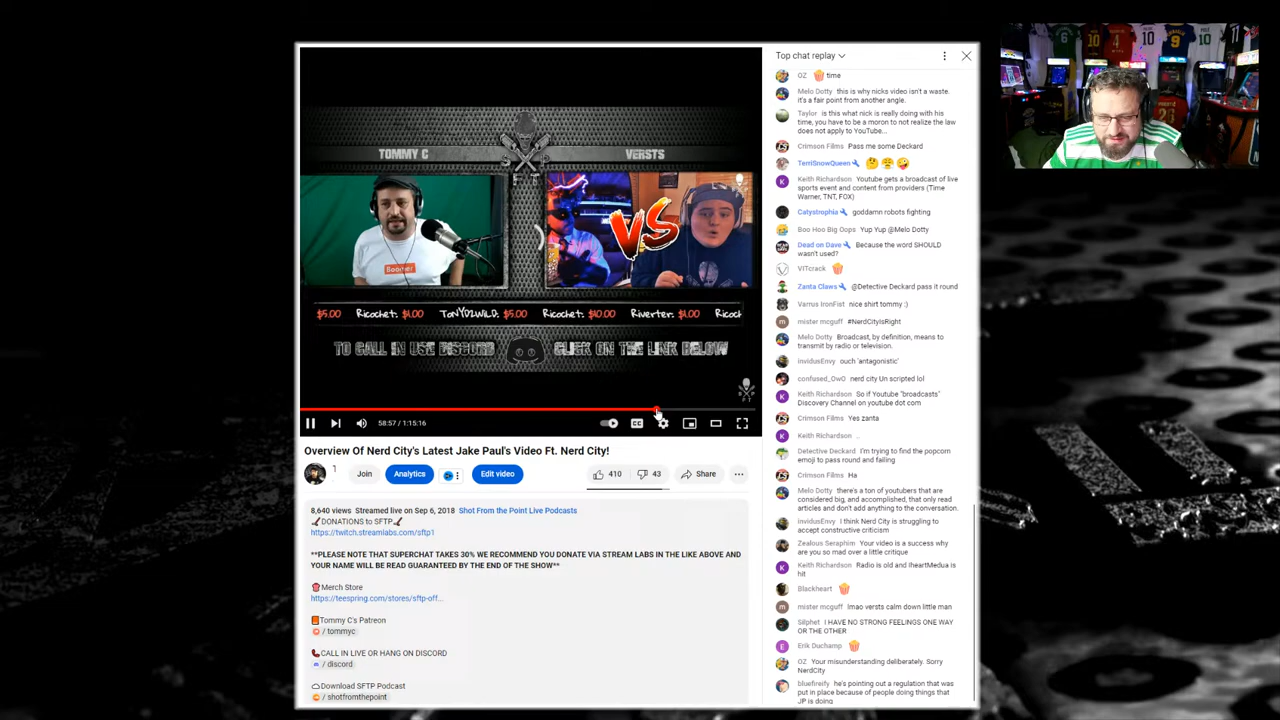 Top chat replay
TOMMY C
VERSTS
VS
Boomer
$5.00 Ricochet: $1.00 TonYD2WILD: $5.00 Ricochet: $10.00 Riverter: $1.00 Ricoch
TO CALL IN USE DISCORD CLICK ON THE LINK BELOW
58:57 / 1:15:16
Overview Of Nerd City's Latest Jake Paul's Video Ft. Nerd City!
1
Join
Analytics
Edit video
410
43
Share
8,640 views Streamed live on Sep 6, 2018 Shot From the Point Live Podcasts
DONATIONS to SFTP
https://twitch.streamlabs.com/sftp1
**PLEASE NOTE THAT SUPERCHAT TAKES 30% WE RECOMMEND YOU DONATE VIA STREAM LABS IN THE LIKE ABOVE AND
YOUR NAME WILL BE READ GUARANTEED BY THE END OF THE SHOW**
Merch Store
https://teespring.com/stores/sftp-off...
Tommy C's Patreon
/ tommyc
CALL IN LIVE OR HANG ON DISCORD
/ discord
Download SFTP Podcast
/ shotfromthepoint
OZ time
Melo Dotty this is why nicks video isn't a waste.
it's a fair point from another angle.
Taylor is this what nick is really doing with his
time, you have to be a moron to not realize the law
does not apply to YouTube...
Crimson Films Pass me some Deckard
TerriSnowQueen
Keith Richardson Youtube gets a broadcast of live
sports event and content from providers (Time
Warner, TNT, FOX)
Catystrophia goddamn robots fighting
Boo Hoo Big Oops Yup Yup @Melo Dotty
Dead on Dave Because the word SHOULD
wasn't used?
VITcrack
Zanta Claws @Detective Deckard pass it round
Varrus IronFist nice shirt tommy :)
mister mcguff #NerdCityIsRight
Melo Dotty Broadcast, by definition, means to
transmit by radio or television.
invidusEnvy ouch 'antagonistic'
confused_OwO nerd city Un scripted lol
Keith Richardson So if Youtube "broadcasts"
Discovery Channel on youtube dot com
Crimson Films Yes zanta
Keith Richardson ..
Detective Deckard I'm trying to find the popcorn
emoji to pass round and failing
Crimson Films Ha
Melo Dotty there's a ton of youtubers that are
considered big, and accomplished, that only read
articles and don't add anything to the conversation.
invidusEnvy I think Nerd City is struggling to
accept constructive criticism
Zealous Seraphim Your video is a success why
are you so mad over a little critique
Keith Richardson Radio is old and IheartMedua is
hit
Blackheart
mister mcguff lmao versts calm down little man
Silphet I HAVE NO STRONG FEELINGS ONE WAY
OR THE OTHER
Erik Duchamp
OZ Your misunderstanding deliberately. Sorry
NerdCity
bluefireify he's pointing out a regulation that was
put in place because of people doing things that
JP is doing